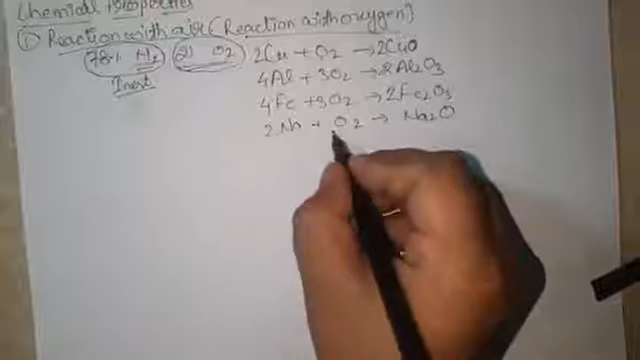 Chemical Properties
① Reaction with air (Reaction with oxygen)
78% N₂ 21 O₂ 2Cu + O₂ → 2CuO
Inert 4Al + 3O₂ → 2Al₂O₃
4Fe + 3O₂ → 2Fe₂O₃
2Na + O₂ → Na₂O